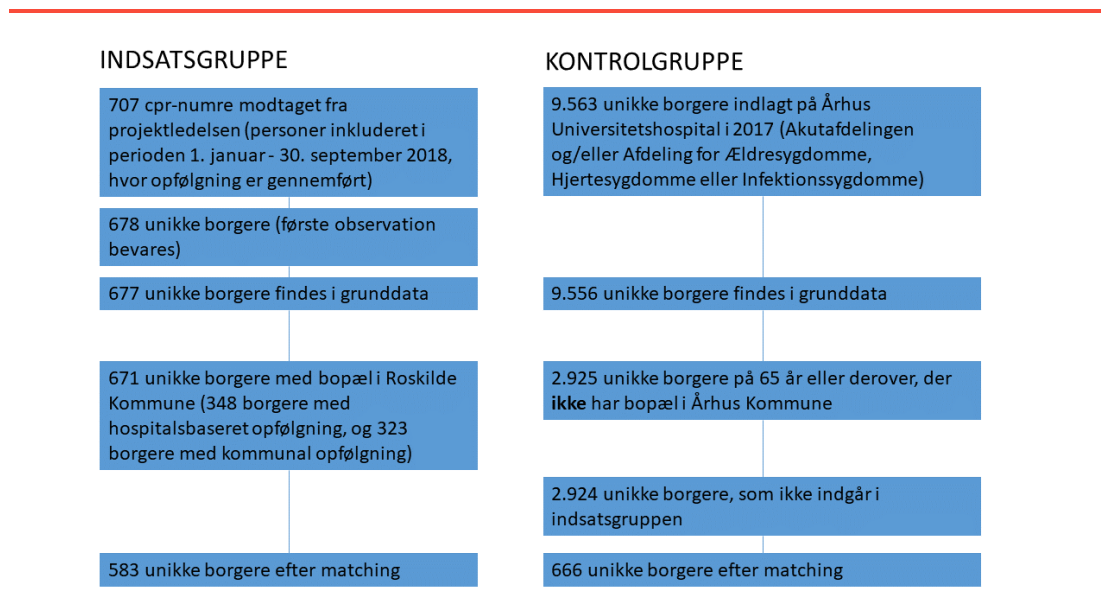 INDSATSGRUPPE
707 cpr-numre modtaget fra
projektledelsen (personer inkluderet i
perioden 1. januar - 30. september 2018,
hvor opfølgning er gennemført)
678 unikke borgere (første observation
bevares)
677 unikke borgere findes i grunddata
671 unikke borgere med bopæl i Roskilde
Kommune (348 borgere med
hospitalsbaseret opfølgning, og 323
borgere med kommunal opfølgning)
583 unikke borgere efter matching
KONTROLGRUPPE
9.563 unikke borgere indlagt på Århus
Universitetshospital i 2017 (Akutafdelingen
og/eller Afdeling for Ældresygdomme,
Hjertesygdomme eller Infektionssygdomme)
9.556 unikke borgere findes i grunddata
2.925 unikke borgere på 65 år eller derover, der
ikke har bopæl i Århus Kommune
2.924 unikke borgere, som ikke indgår i
indsatsgruppen
666 unikke borgere efter matching